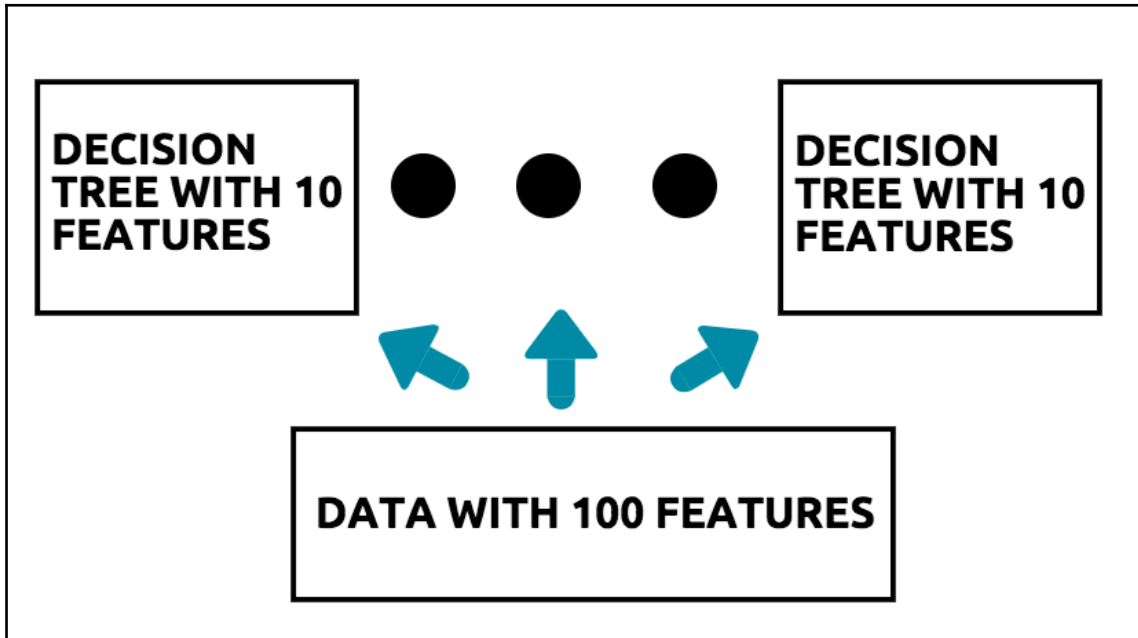 DECISION
TREE WITH 10
FEATURES
DECISION
TREE WITH 10
FEATURES
DATA WITH 100 FEATURES